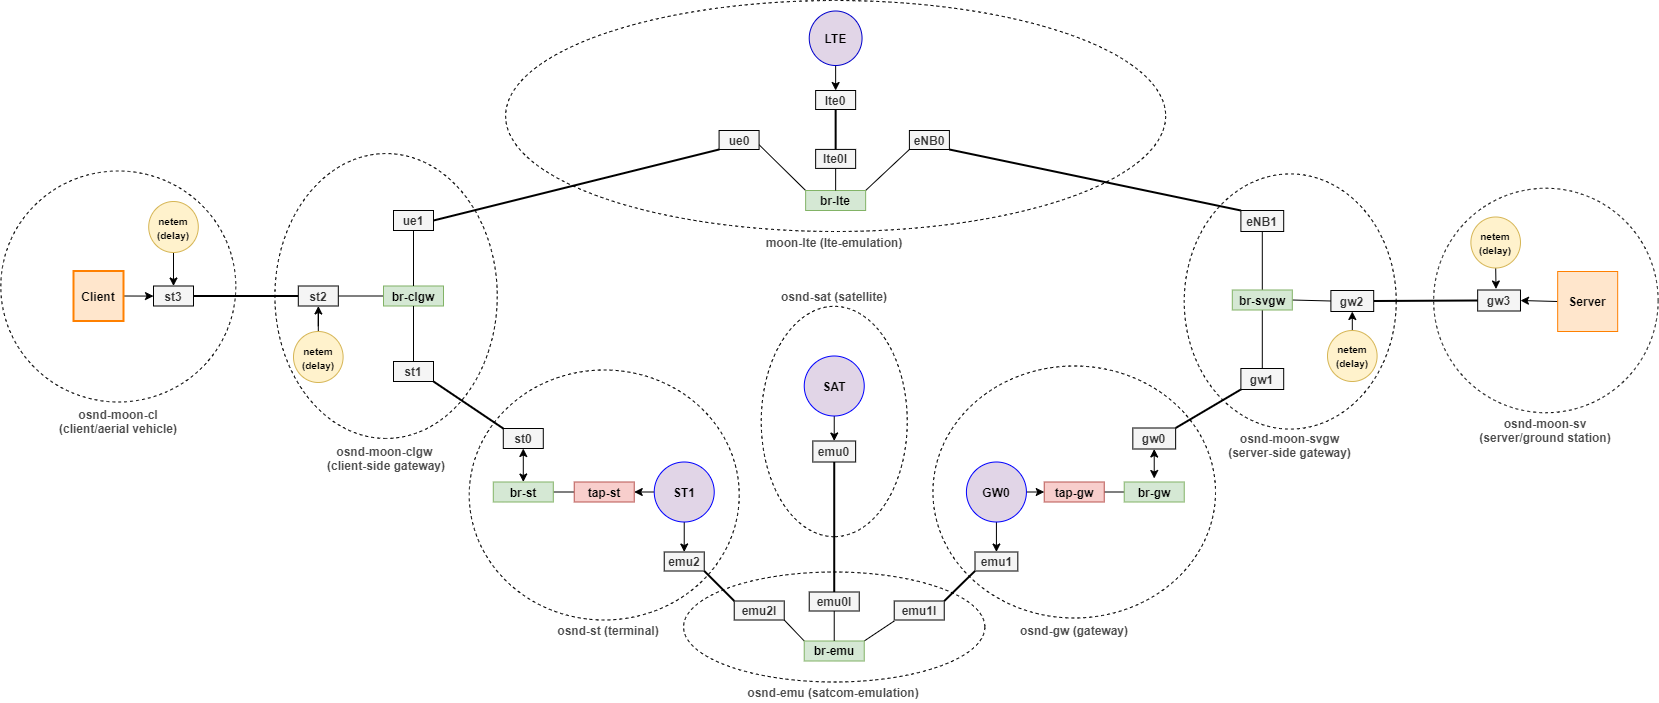 LTE
lte0
ue0
eNB0
lte0l
br-lte
moon-lte (lte-emulation)
netem
(delay)
Client
st3
osnd-moon-cl
(client/aerial vehicle)
ue1
st2
br-clgw
netem
(delay)
st1
osnd-moon-clgw
(client-side gateway)
eNB1
br-svgw
gw2
netem
(delay)
gw1
osnd-moon-svgw
(server-side gateway)
netem
(delay)
gw3
Server
osnd-moon-sv
(server/ground station)
osnd-sat (satellite)
SAT
emu0
st0
br-st
tap-st
ST1
emu2
osnd-st (terminal)
gw0
GW0
tap-gw
br-gw
emu1
osnd-gw (gateway)
emu2l
emu0l
emu1l
br-emu
osnd-emu (satcom-emulation)